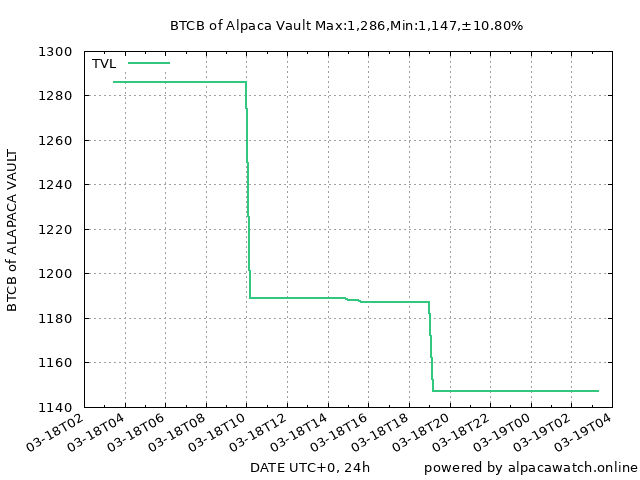 BTCB of Alpaca Vault Max:1,286,Min:1,147,±10.80%
TVL
1300
1280
1260
1240
1220
1200
1180
1160
1140
BTCB of ALAPACA VAULT
03-18T02
03-18T04
03-18T06
03-18T08
03-18T10
03-18T12
03-18T14
03-18T16
03-18T18
03-18T20
03-18T22
03-19T00
03-19T02
03-19T04
DATE UTC+0, 24h
powered by alpacawatch.online